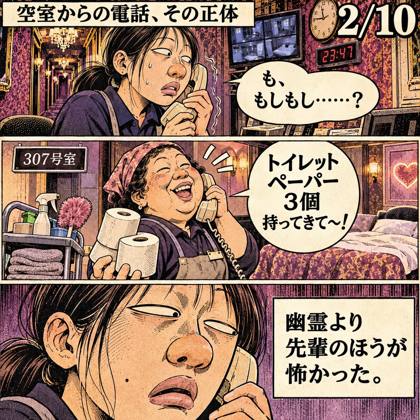 空室からの電話、その正体
2/10
23:47
も、
もしもし……？
307号室
トイレット
ペーパー
3個
持ってきて〜！
幽霊より
先輩のほうが
怖かった。